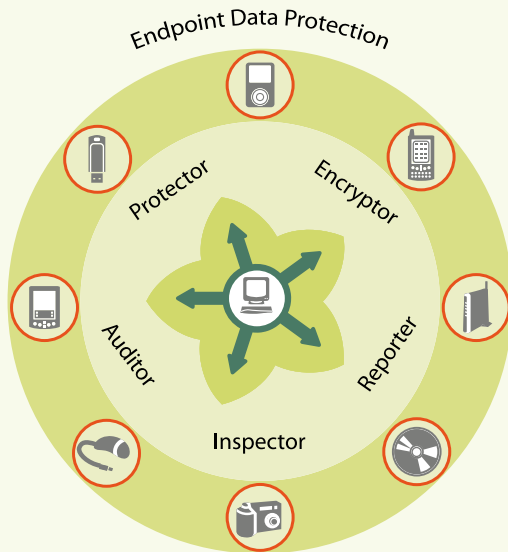 Endpoint Data Protection
Protector
Encryptor
Auditor
Reporter
Inspector